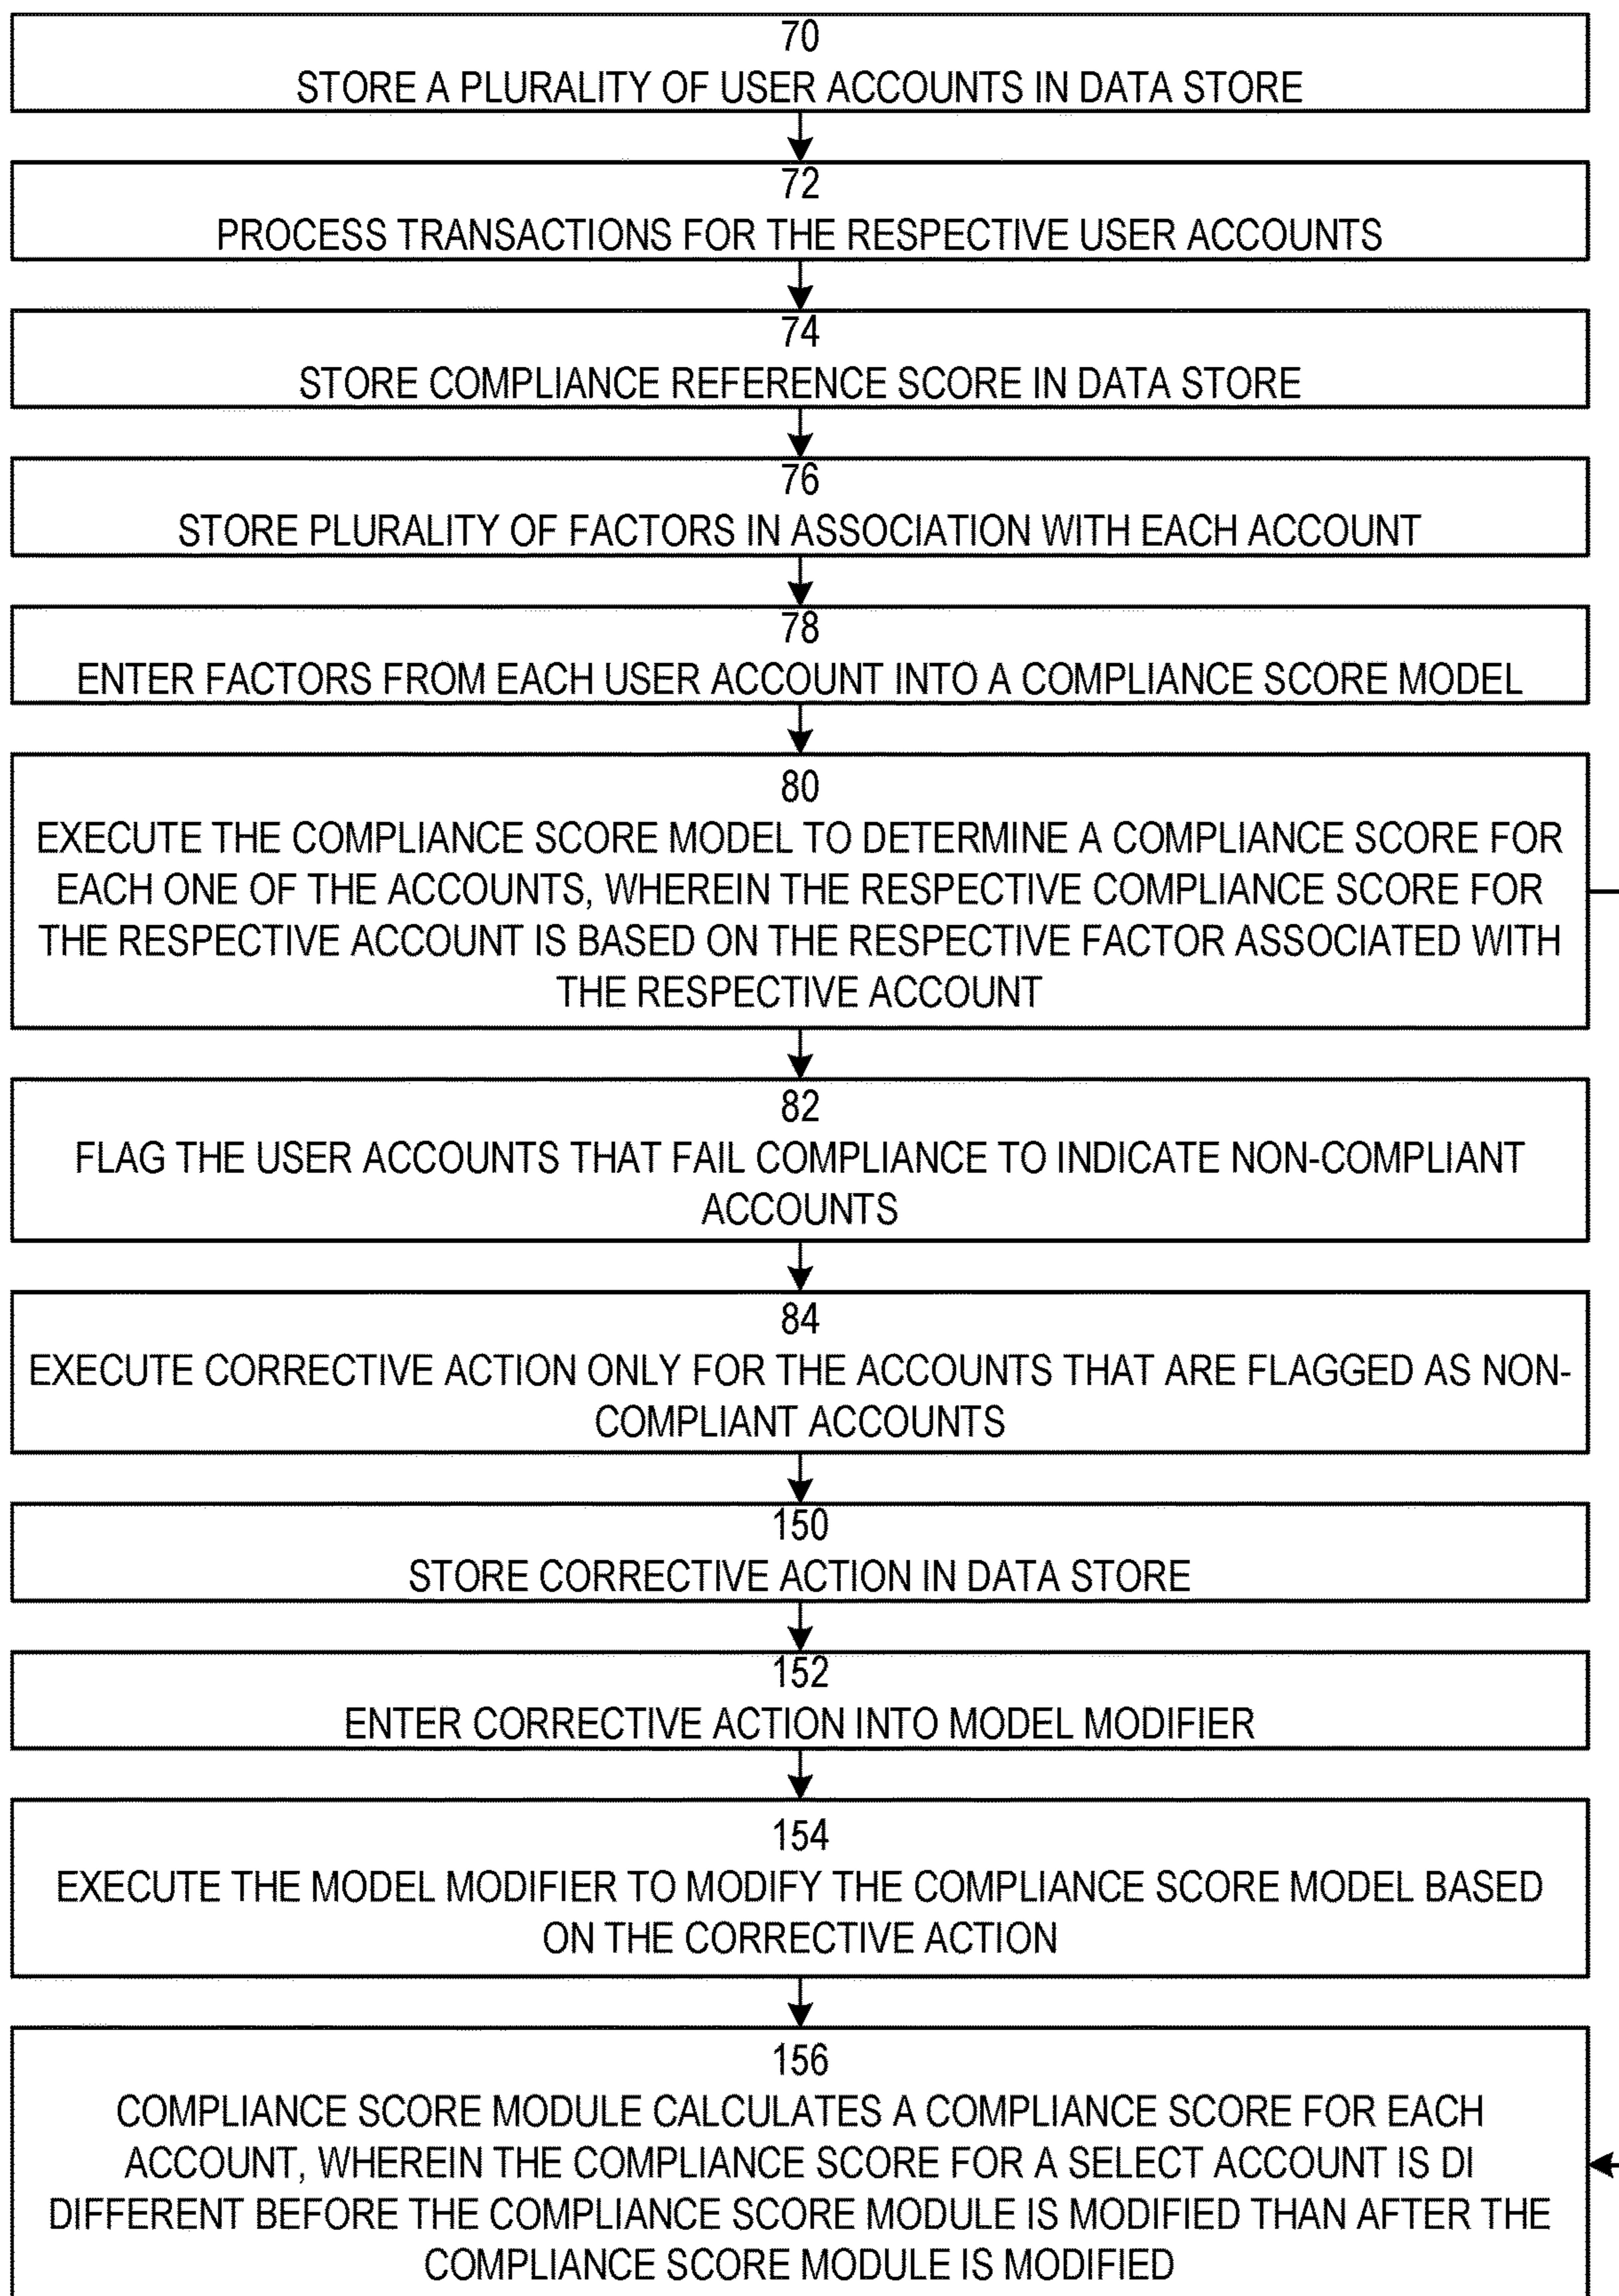 70
STORE A PLURALITY OF USER ACCOUNTS IN DATA STORE
72
PROCESS TRANSACTIONS FOR THE RESPECTIVE USER ACCOUNTS
74
STORE COMPLIANCE REFERENCE SCORE IN DATA STORE
76
STORE PLURALITY OF FACTORS IN ASSOCIATION WITH EACH ACCOUNT
78
ENTER FACTORS FROM EACH USER ACCOUNT INTO A COMPLIANCE SCORE MODEL
80
EXECUTE THE COMPLIANCE SCORE MODEL TO DETERMINE A COMPLIANCE SCORE FOR
EACH ONE OF THE ACCOUNTS, WHEREIN THE RESPECTIVE COMPLIANCE SCORE FOR
THE RESPECTIVE ACCOUNT IS BASED ON THE RESPECTIVE FACTOR ASSOCIATED WITH
THE RESPECTIVE ACCOUNT
82
FLAG THE USER ACCOUNTS THAT FAIL COMPLIANCE TO INDICATE NON-COMPLIANT
ACCOUNTS
84
EXECUTE CORRECTIVE ACTION ONLY FOR THE ACCOUNTS THAT ARE FLAGGED AS NON-
COMPLIANT ACCOUNTS
150
STORE CORRECTIVE ACTION IN DATA STORE
152
ENTER CORRECTIVE ACTION INTO MODEL MODIFIER
154
EXECUTE THE MODEL MODIFIER TO MODIFY THE COMPLIANCE SCORE MODEL BASED
ON THE CORRECTIVE ACTION
156
COMPLIANCE SCORE MODULE CALCULATES A COMPLIANCE SCORE FOR EACH
ACCOUNT, WHEREIN THE COMPLIANCE SCORE FOR A SELECT ACCOUNT IS DI
DIFFERENT BEFORE THE COMPLIANCE SCORE MODULE IS MODIFIED THAN AFTER THE
COMPLIANCE SCORE MODULE IS MODIFIED